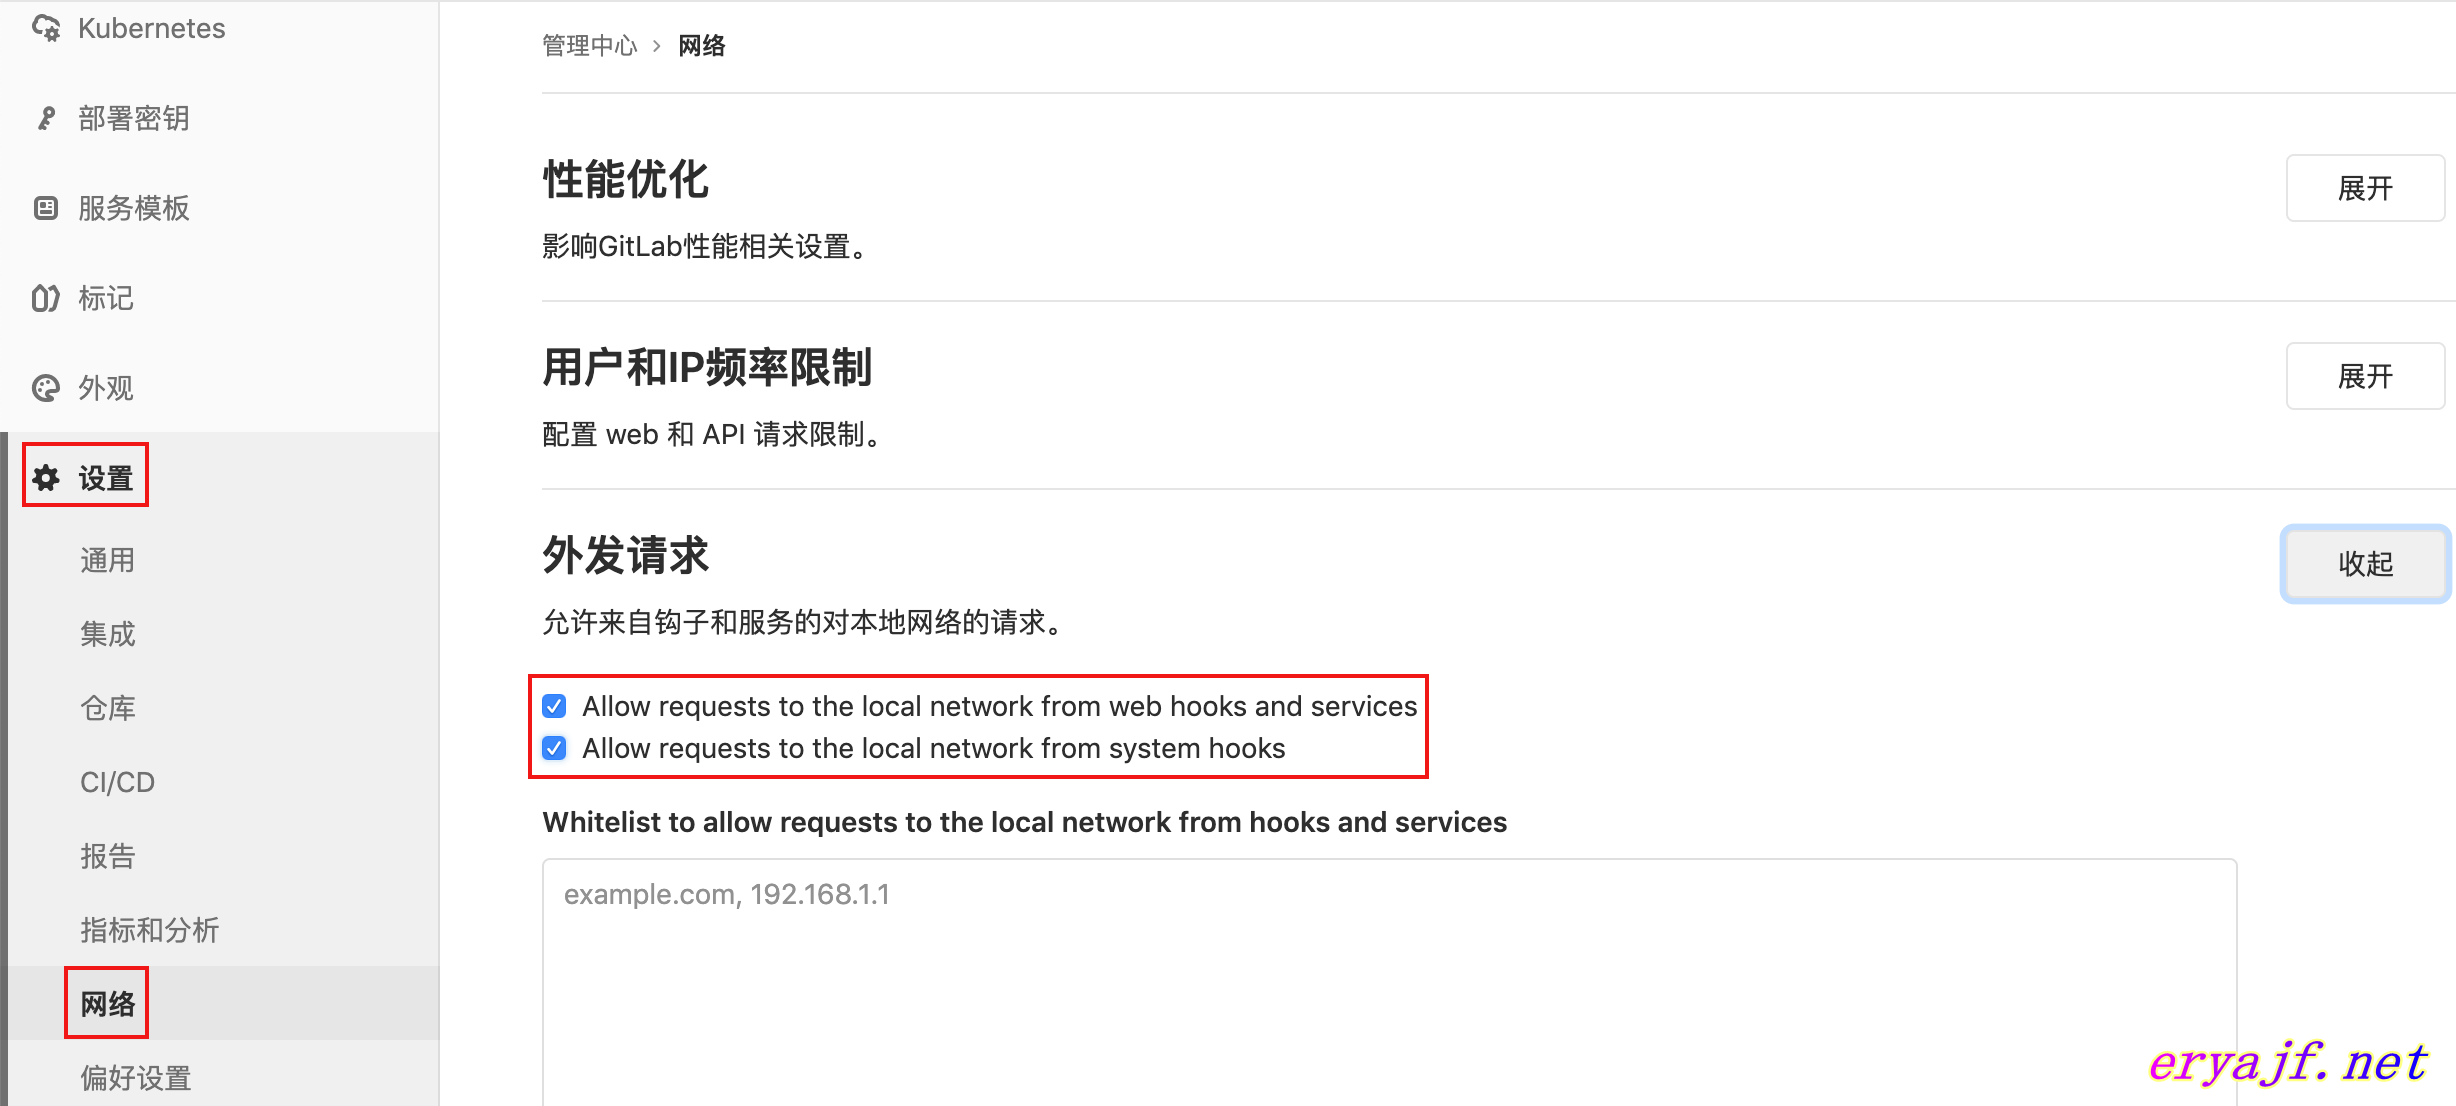 Kubernetes
部署密钥
服务模板
标记
外观
设置
通用
集成
仓库
CI/CD
报告
指标和分析
网络
偏好设置
管理中心 › 网络
性能优化
展开
影响GitLab性能相关设置。
用户和IP频率限制
展开
配置 web 和 API 请求限制。
外发请求
收起
允许来自钩子和服务的对本地网络的请求。
Allow requests to the local network from web hooks and services
Allow requests to the local network from system hooks
Whitelist to allow requests to the local network from hooks and services
example.com, 192.168.1.1
eryajf.net